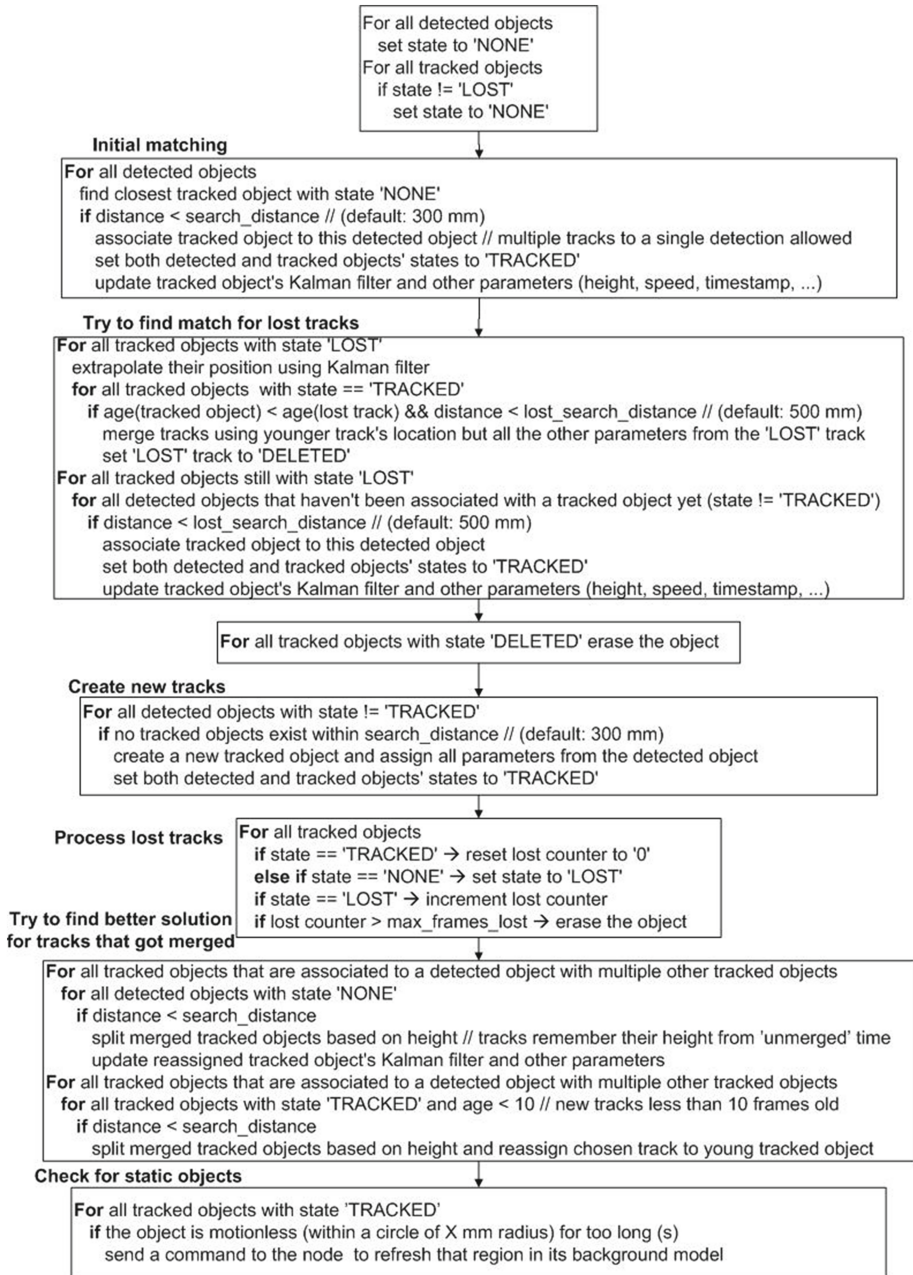 For all detected objects
set state to 'NONE'
For all tracked objects
if state != 'LOST'
set state to 'NONE'
Initial matching
For all detected objects
find closest tracked object with state 'NONE'
if distance < search_distance // (default: 300 mm)
associate tracked object to this detected object // multiple tracks to a single detection allowed
set both detected and tracked objects' states to 'TRACKED'
update tracked object's Kalman filter and other parameters (height, speed, timestamp, ...)
Try to find match for lost tracks
For all tracked objects with state 'LOST'
extrapolate their position using Kalman filter
for all tracked objects with state == 'TRACKED'
if age(tracked object) < age(lost track) && distance < lost_search_distance // (default: 500 mm)
merge tracks using younger track's location but all the other parameters from the 'LOST' track
set 'LOST' track to 'DELETED'
For all tracked objects still with state 'LOST'
for all detected objects that haven't been associated with a tracked object yet (state != 'TRACKED')
if distance < lost_search_distance // (default: 500 mm)
associate tracked object to this detected object
set both detected and tracked objects' states to 'TRACKED'
update tracked object's Kalman filter and other parameters (height, speed, timestamp, ...)
For all tracked objects with state 'DELETED' erase the object
Create new tracks
For all detected objects with state != 'TRACKED'
if no tracked objects exist within search_distance // (default: 300 mm)
create a new tracked object and assign all parameters from the detected object
set both detected and tracked objects' states to 'TRACKED'
Process lost tracks
For all tracked objects
if state == 'TRACKED' → reset lost counter to '0'
else if state == 'NONE' → set state to 'LOST'
if state == 'LOST' → increment lost counter
if lost counter > max_frames_lost → erase the object
Try to find better solution
for tracks that got merged
For all tracked objects that are associated to a detected object with multiple other tracked objects
for all detected objects with state 'NONE'
if distance < search_distance
split merged tracked objects based on height // tracks remember their height from 'unmerged' time
update reassigned tracked object's Kalman filter and other parameters
For all tracked objects that are associated to a detected object with multiple other tracked objects
for all tracked objects with state 'TRACKED' and age < 10 // new tracks less than 10 frames old
if distance < search_distance
split merged tracked objects based on height and reassign chosen track to young tracked object
Check for static objects
For all tracked objects with state 'TRACKED'
if the object is motionless (within a circle of X mm radius) for too long (s)
send a command to the node to refresh that region in its background model